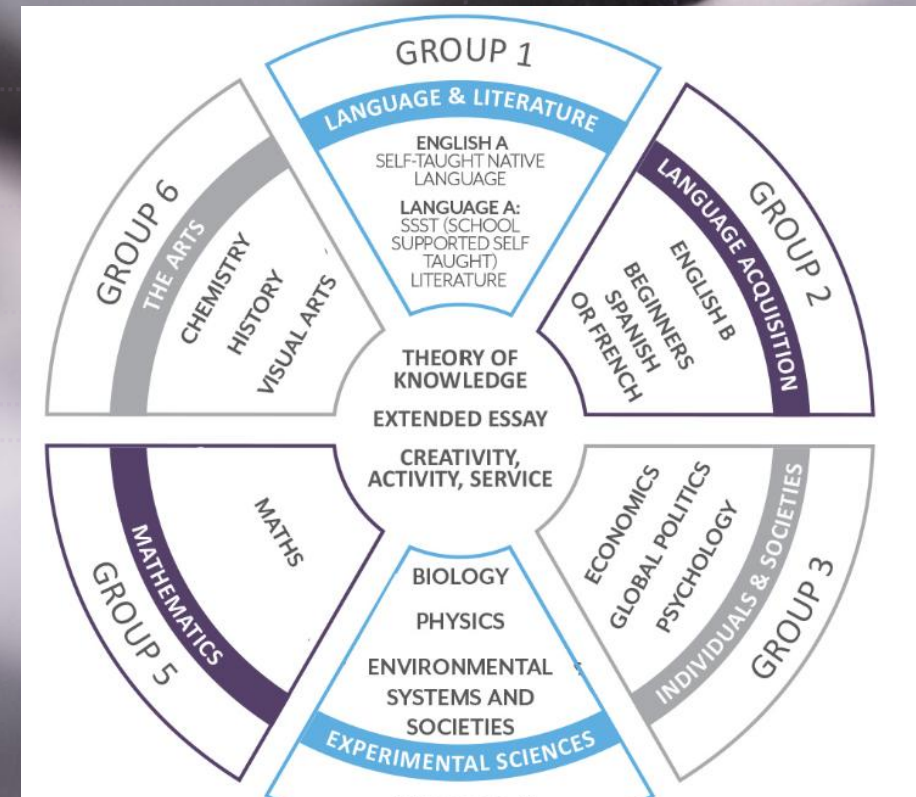 GROUP 1
LANGUAGE & LITERATURE
ENGLISH A
SELF-TAUGHT NATIVE
LANGUAGE
LANGUAGE A:
SSST (SCHOOL
SUPPORTED SELF
TAUGHT)
LITERATURE
GROUP 2
LANGUAGE ACQUISITION
ENGLISH B
BEGINNERS
SPANISH
OR FRENCH
GROUP 3
INDIVIDUALS & SOCIETIES
ECONOMICS
GLOBAL POLITICS
PSYCHOLOGY
BIOLOGY
PHYSICS
ENVIRONMENTAL
SYSTEMS AND
SOCIETIES
EXPERIMENTAL SCIENCES
GROUP 5
MATHEMATICS
MATHS
GROUP 6
THE ARTS
CHEMISTRY
HISTORY
VISUAL ARTS
THEORY OF
KNOWLEDGE
EXTENDED ESSAY
CREATIVITY,
ACTIVITY, SERVICE